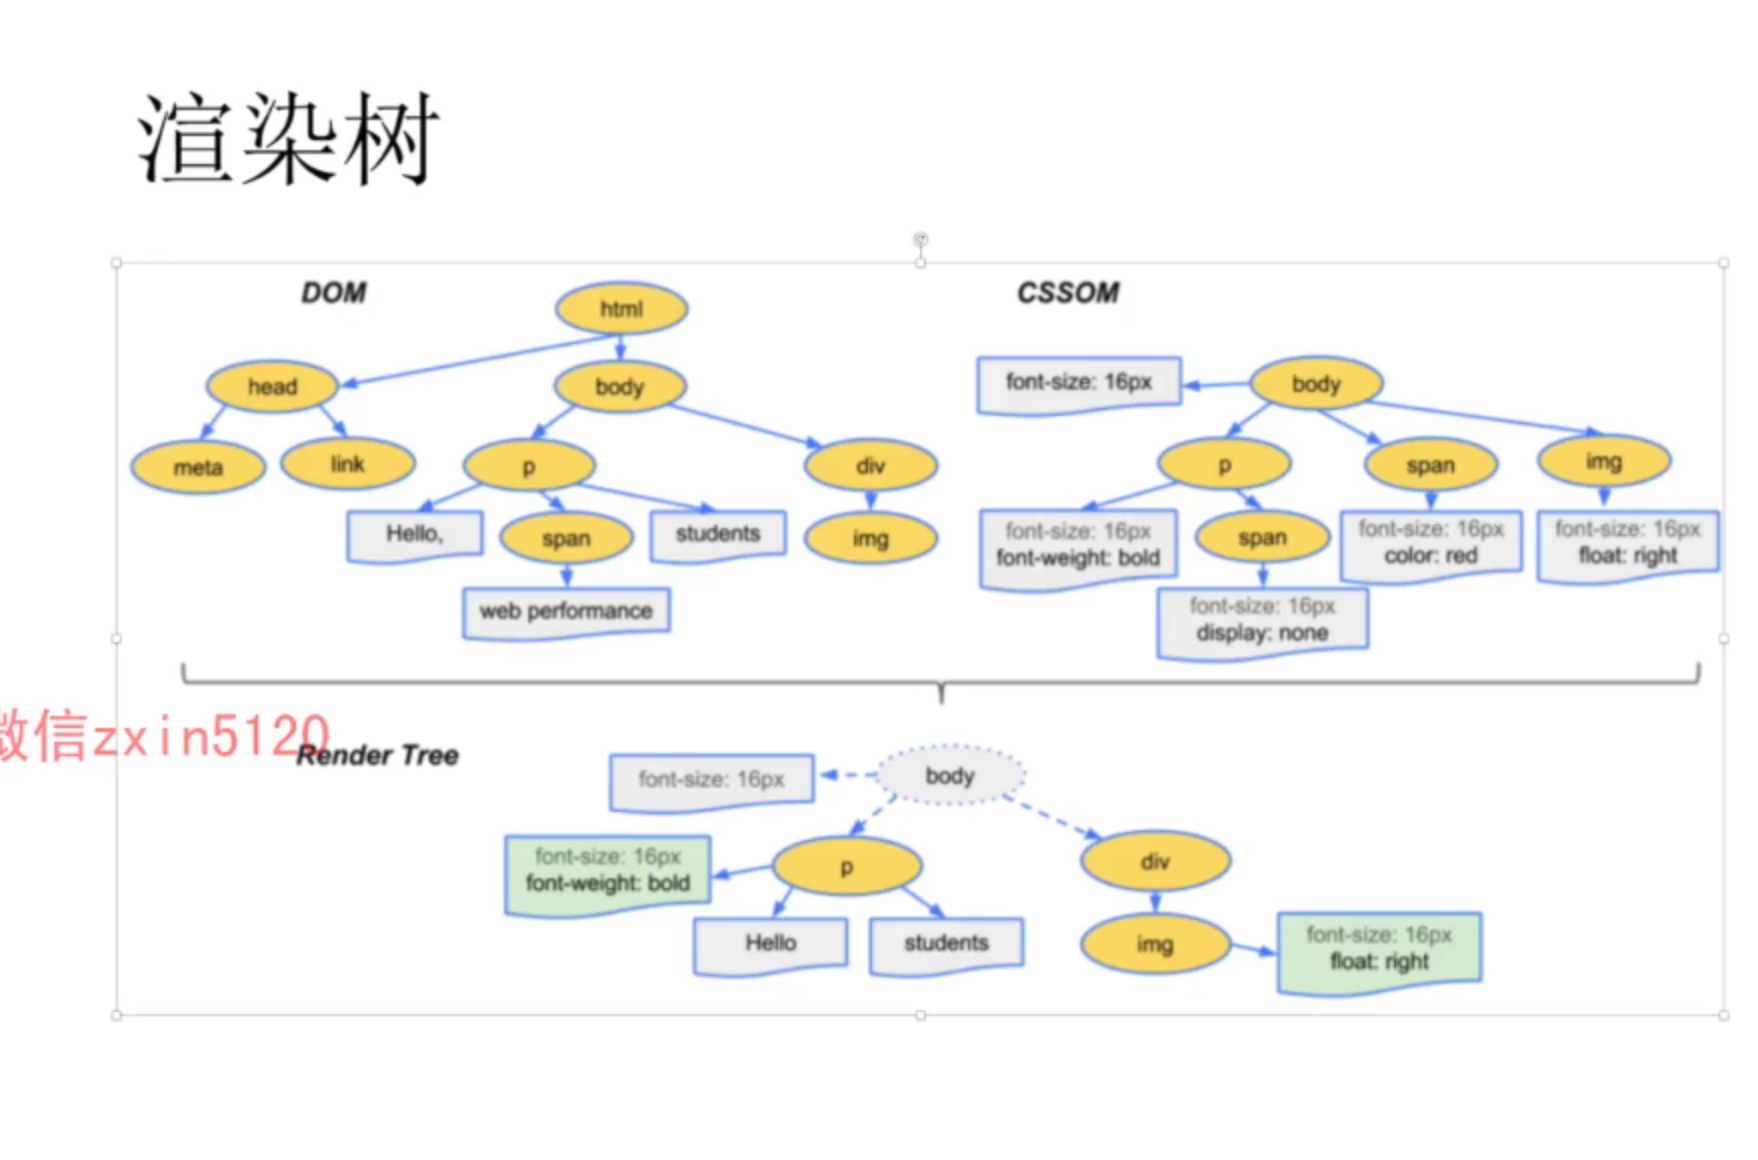 渲染树
DOM
html
head
body
meta
link
p
div
Hello,
span
students
img
web performance
CSSOM
font-size: 16px
body
p
span
img
font-size: 16px
font-weight: bold
span
font-size: 16px
color: red
font-size: 16px
float: right
font-size: 16px
display: none
微信zxin5120
Render Tree
font-size: 16px
body
font-size: 16px
font-weight: bold
p
div
Hello
students
img
font-size: 16px
float: right